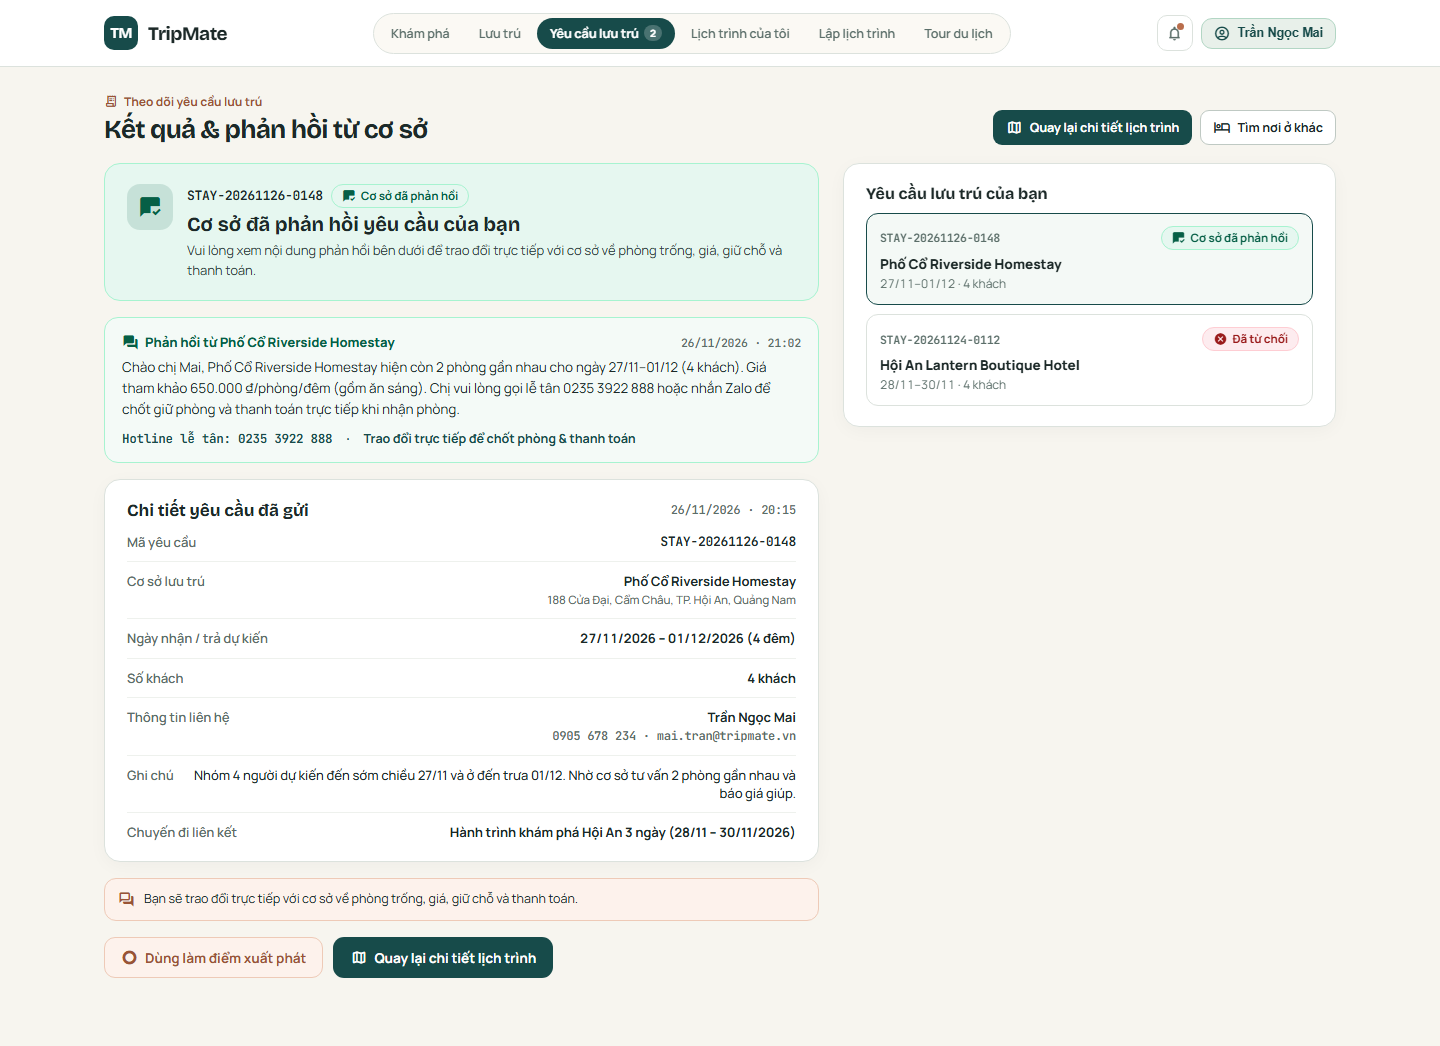 TM TripMate
Khám phá
Lưu trú
Yêu cầu lưu trú 2
Lịch trình của tôi
Lập lịch trình
Tour du lịch
Trần Ngọc Mai
Theo dõi yêu cầu lưu trú
Kết quả & phản hồi từ cơ sở
Quay lại chi tiết lịch trình
Tìm nơi ở khác
STAY-20261126-0148 Cơ sở đã phản hồi
Cơ sở đã phản hồi yêu cầu của bạn
Vui lòng xem nội dung phản hồi bên dưới để trao đổi trực tiếp với cơ sở về phòng trống, giá, giữ chỗ và
thanh toán.
Phản hồi từ Phố Cổ Riverside Homestay 26/11/2026 · 21:02
Chào chị Mai, Phố Cổ Riverside Homestay hiện còn 2 phòng gần nhau cho ngày 27/11–01/12 (4 khách). Giá
tham khảo 650.000 ₫/phòng/đêm (gồm ăn sáng). Chị vui lòng gọi lễ tân 0235 3922 888 hoặc nhắn Zalo để
chốt giữ phòng và thanh toán trực tiếp khi nhận phòng.
Hotline lễ tân: 0235 3922 888 · Trao đổi trực tiếp để chốt phòng & thanh toán
Chi tiết yêu cầu đã gửi 26/11/2026 · 20:15
Mã yêu cầu STAY-20261126-0148
Cơ sở lưu trú Phố Cổ Riverside Homestay
188 Cửa Đại, Cẩm Châu, TP. Hội An, Quảng Nam
Ngày nhận / trả dự kiến 27/11/2026 – 01/12/2026 (4 đêm)
Số khách 4 khách
Thông tin liên hệ Trần Ngọc Mai
0905 678 234 · mai.tran@tripmate.vn
Ghi chú Nhóm 4 người dự kiến đến sớm chiều 27/11 và ở đến trưa 01/12. Nhờ cơ sở tư vấn 2 phòng gần nhau và
báo giá giúp.
Chuyến đi liên kết Hành trình khám phá Hội An 3 ngày (28/11 – 30/11/2026)
Bạn sẽ trao đổi trực tiếp với cơ sở về phòng trống, giá, giữ chỗ và thanh toán.
Dùng làm điểm xuất phát
Quay lại chi tiết lịch trình
Yêu cầu lưu trú của bạn
STAY-20261126-0148 Cơ sở đã phản hồi
Phố Cổ Riverside Homestay
27/11–01/12 · 4 khách
STAY-20261124-0112 Đã từ chối
Hội An Lantern Boutique Hotel
28/11–30/11 · 4 khách